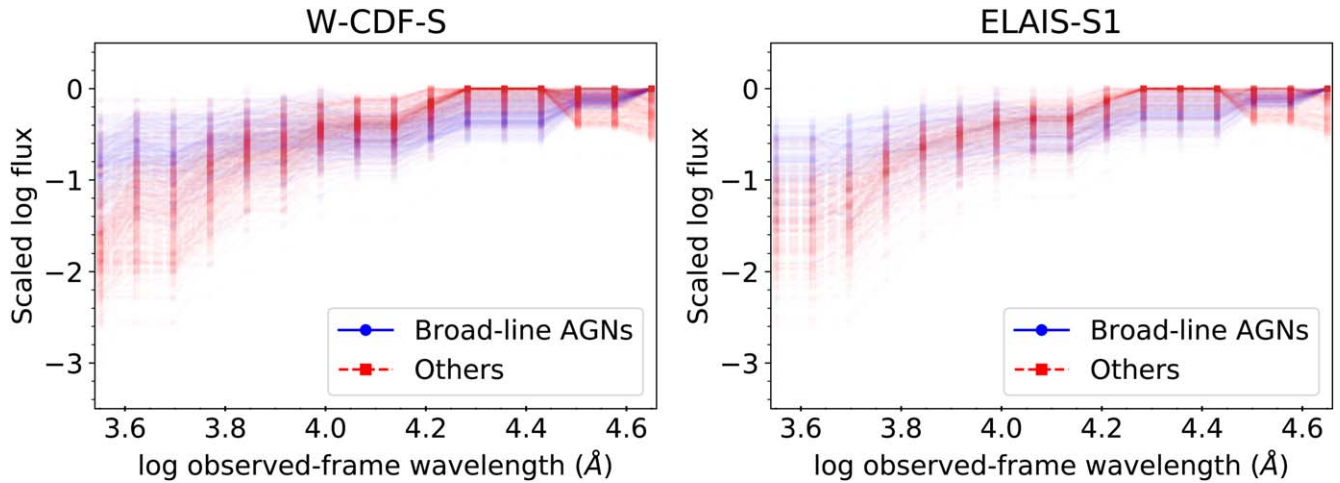 W-CDF-S
ELAIS-S1
Scaled log flux
0
−1
−2
−3
Broad-line AGNs
Others
3.6 3.8 4.0 4.2 4.4 4.6
log observed-frame wavelength (Å)
Scaled log flux
0
−1
−2
−3
Broad-line AGNs
Others
3.6 3.8 4.0 4.2 4.4 4.6
log observed-frame wavelength (Å)